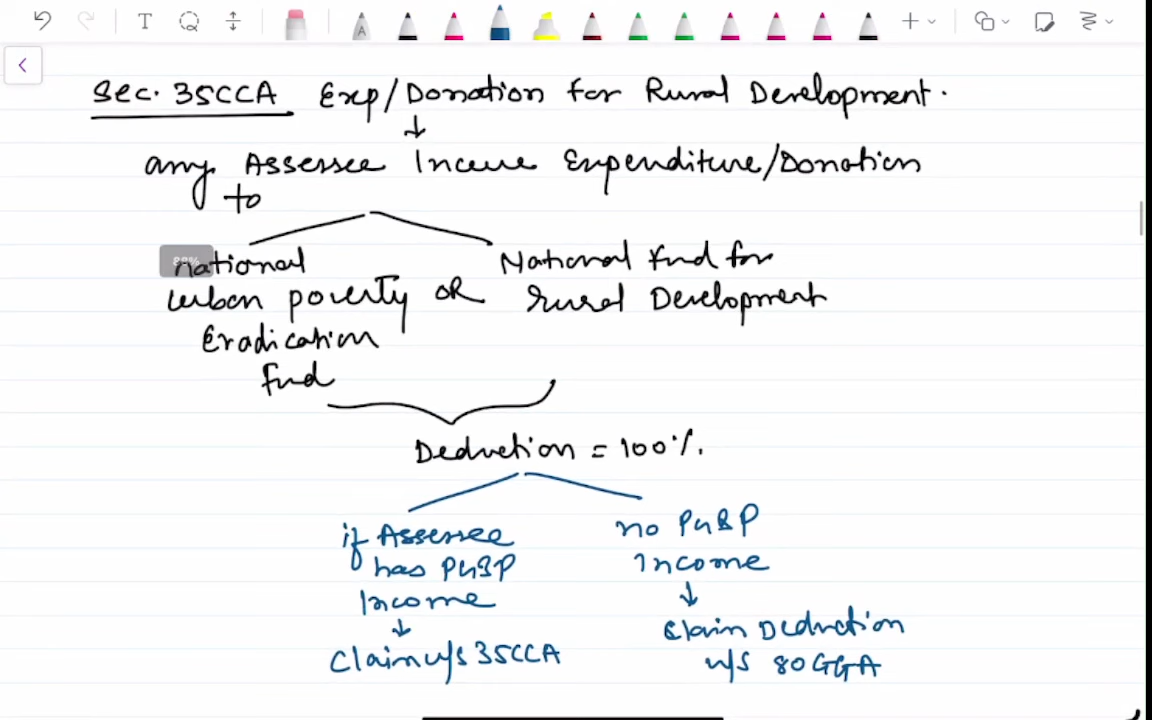 T
A
Sec. 35CCA Exp/Donation for Rural Development.
any Assessee Incure Expenditure/Donation
to
National
urban poverty
Eradication
Fund
OR
National Fund for
Rural Development
Deduction = 100%.
if Assessee
has PGBP
Income
Claim u/s 35CCA
no PGBP
Income
Claim Deduction
u/s 80GGA